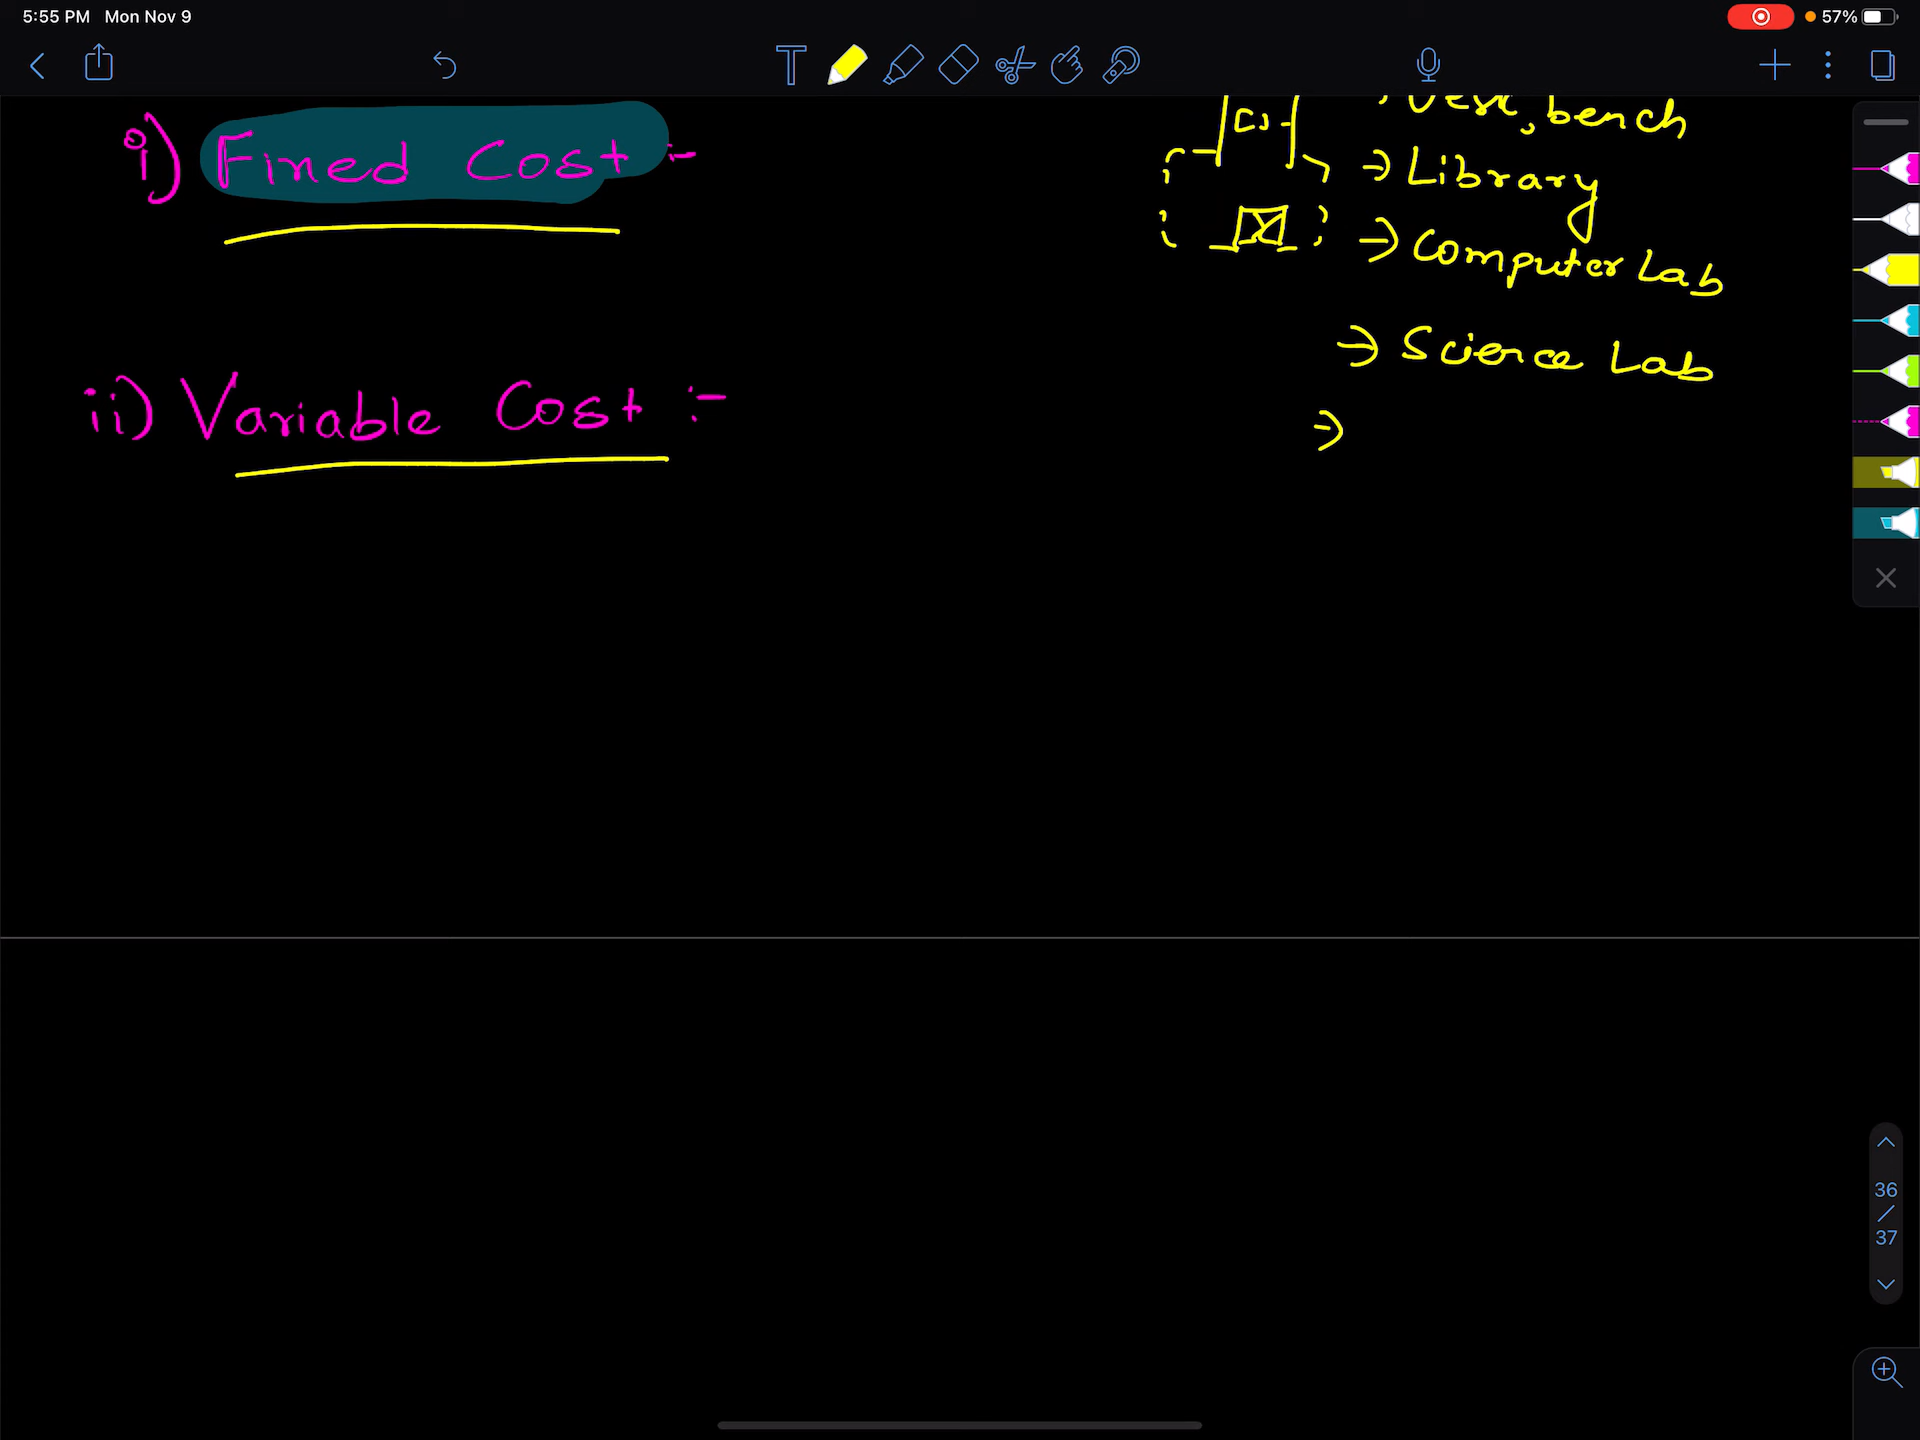 5:55 PM Mon Nov 9
57%
i) Fixed Cost :-
, bench
→ Library
→ Computer Lab
→ Science Lab
→
ii) Variable Cost :-
36
/
37